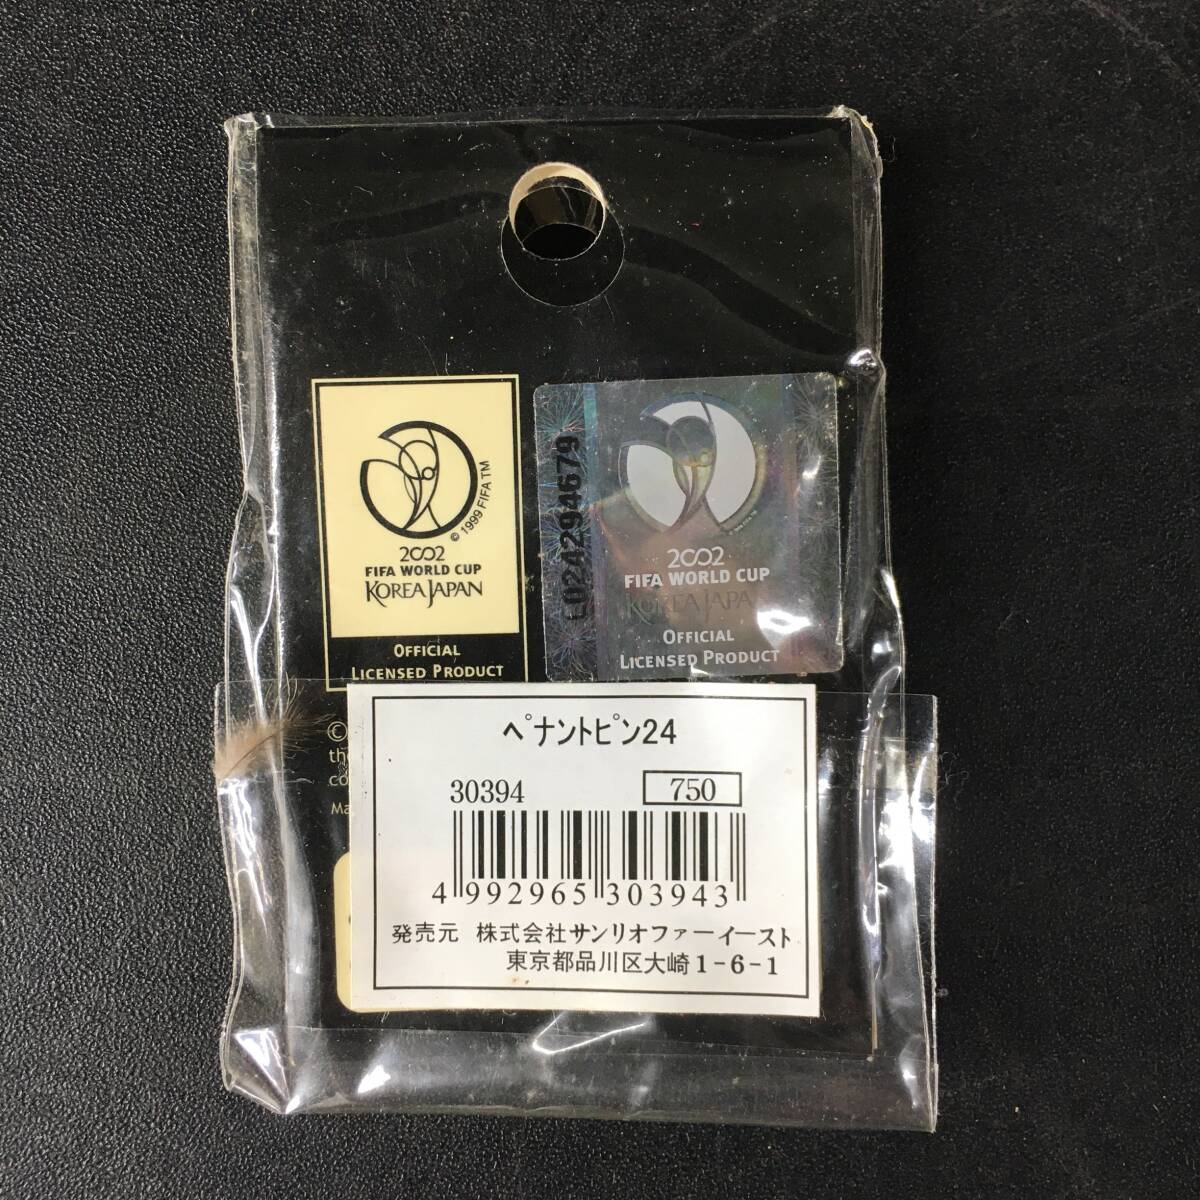 © 1999 FIFA TM
2002
FIFA WORLD CUP
KOREA JAPAN
OFFICIAL
LICENSED PRODUCT
024294679
2002
FIFA WORLD CUP
KOREA JAPAN
OFFICIAL
LICENSED PRODUCT
©
ペナントピン24
30394 750
4 992965 303943
発売元 株式会社サンリオファーイースト
東京都品川区大崎1-6-1